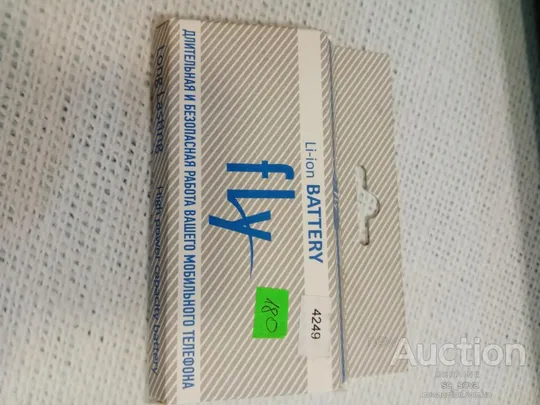 Li-ion BATTERY
fly
ДЛИТЕЛЬНАЯ И БЕЗОПАСНАЯ РАБОТА ВАШЕГО МОБИЛЬНОГО ТЕЛЕФОНА
Long Lasting
High power capacity battery
180
4249
Auction